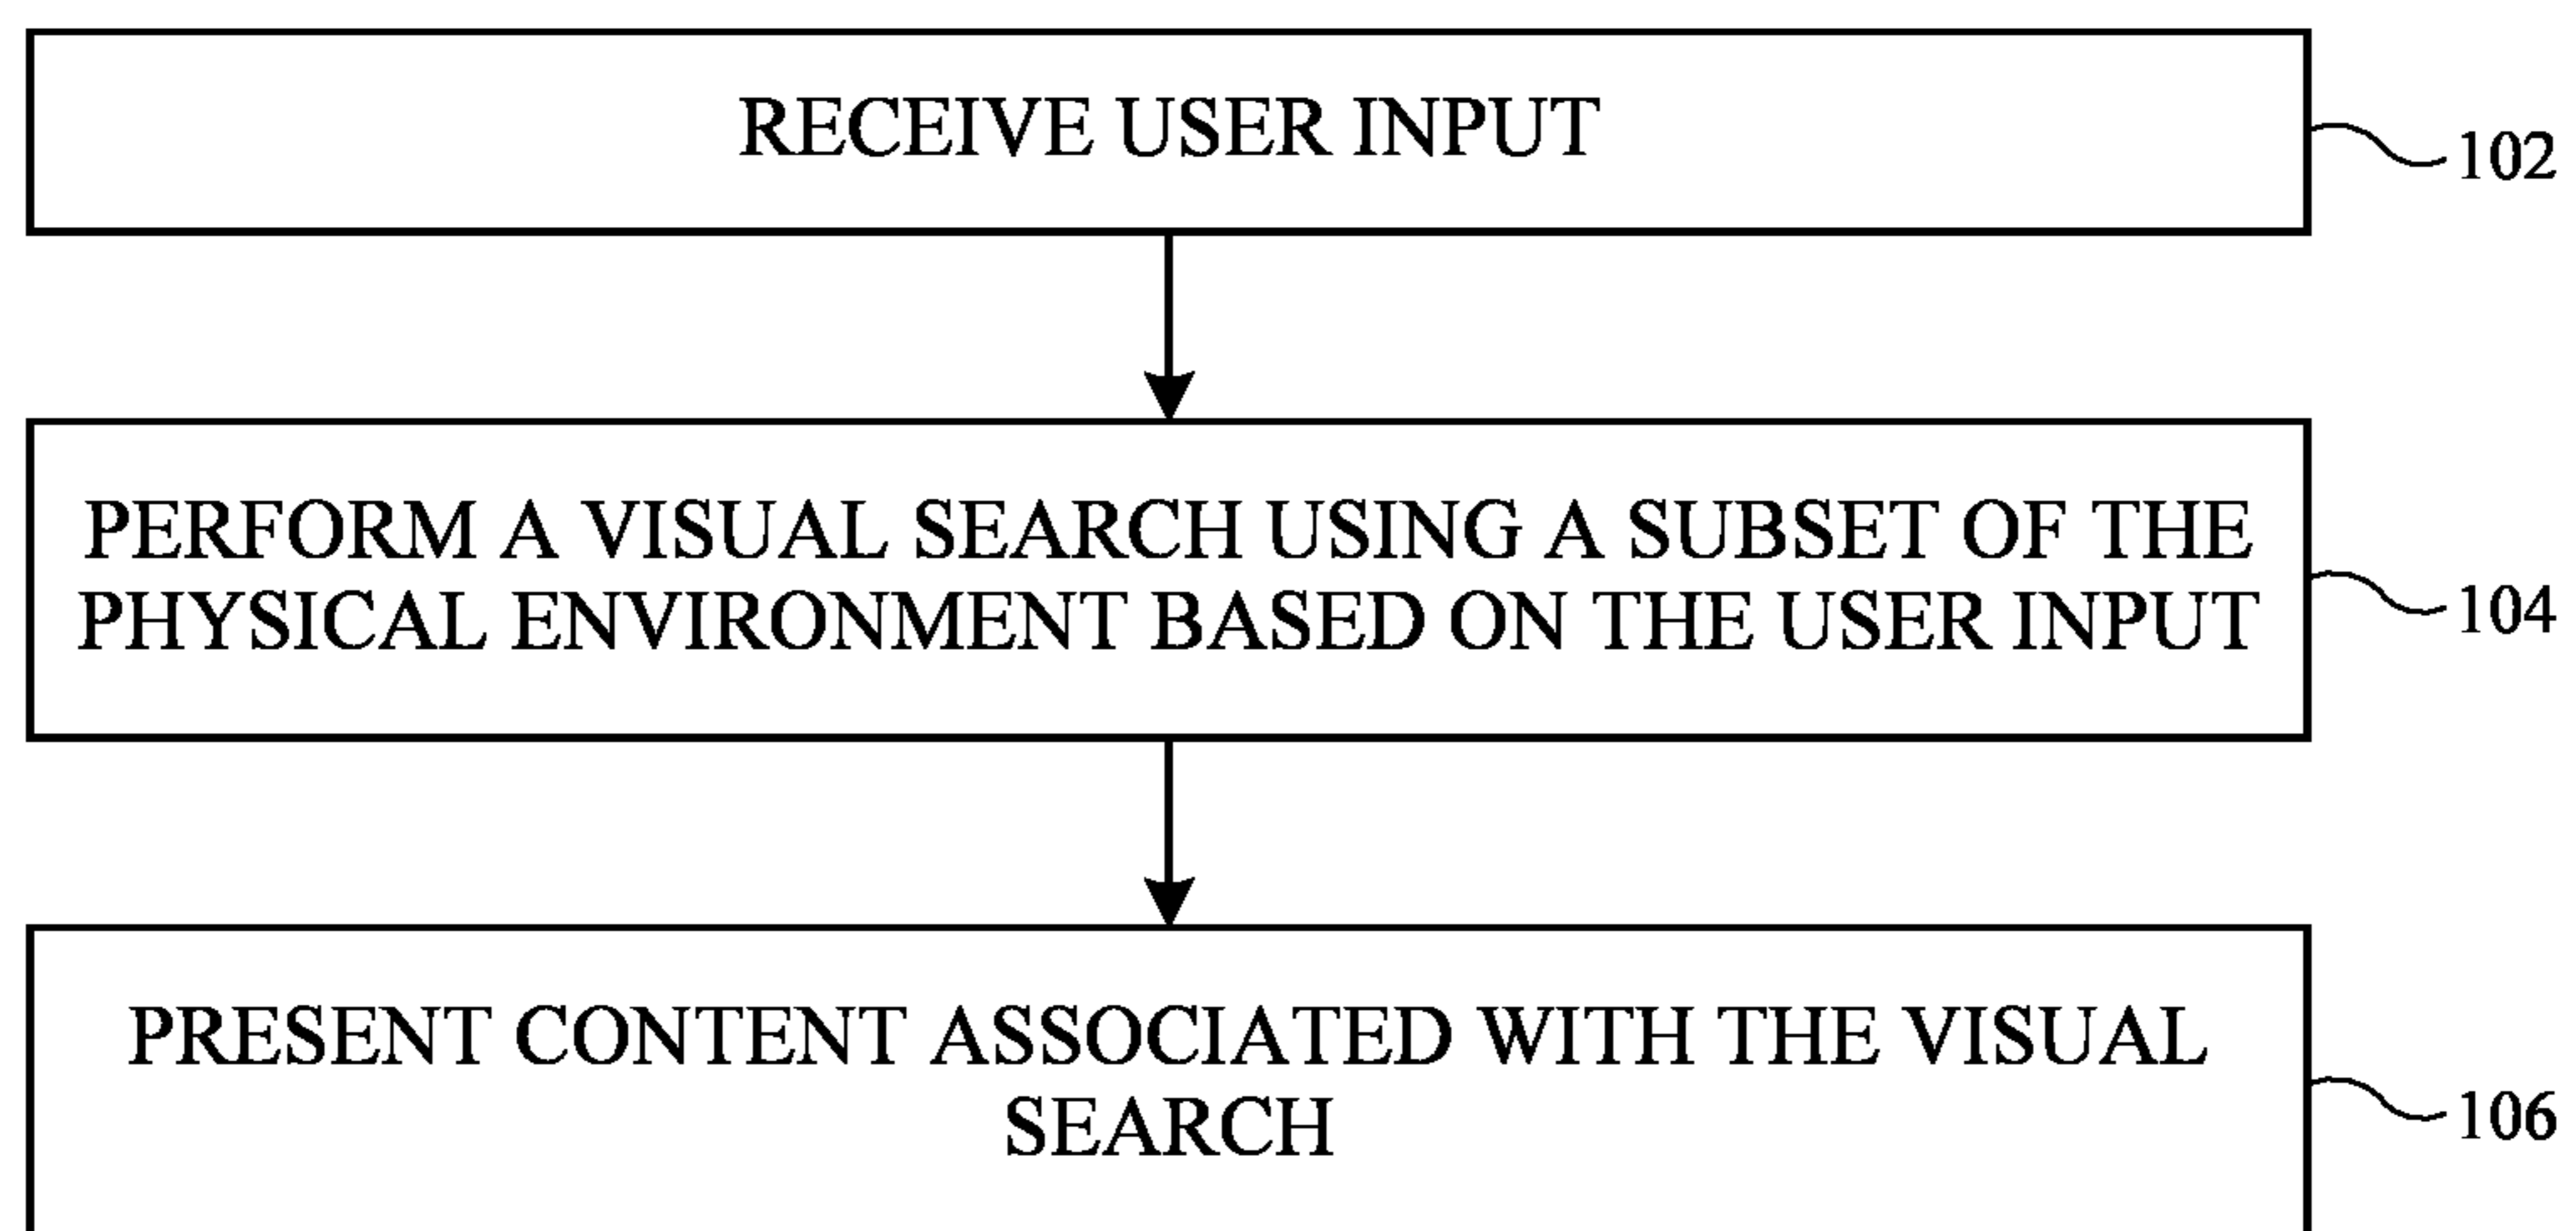 RECEIVE USER INPUT
102
PERFORM A VISUAL SEARCH USING A SUBSET OF THE
PHYSICAL ENVIRONMENT BASED ON THE USER INPUT
104
PRESENT CONTENT ASSOCIATED WITH THE VISUAL
SEARCH
106